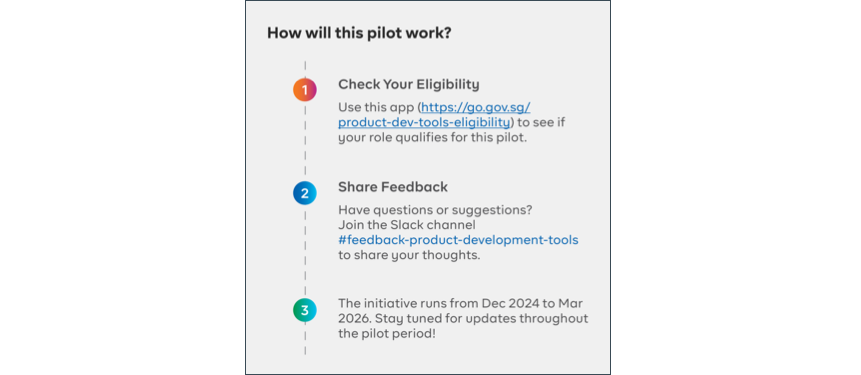 How will this pilot work?
1
Check Your Eligibility
Use this app (https://go.gov.sg/
product-dev-tools-eligibility) to see if
your role qualifies for this pilot.
2
Share Feedback
Have questions or suggestions?
Join the Slack channel
#feedback-product-development-tools
to share your thoughts.
3
The initiative runs from Dec 2024 to Mar
2026. Stay tuned for updates throughout
the pilot period!